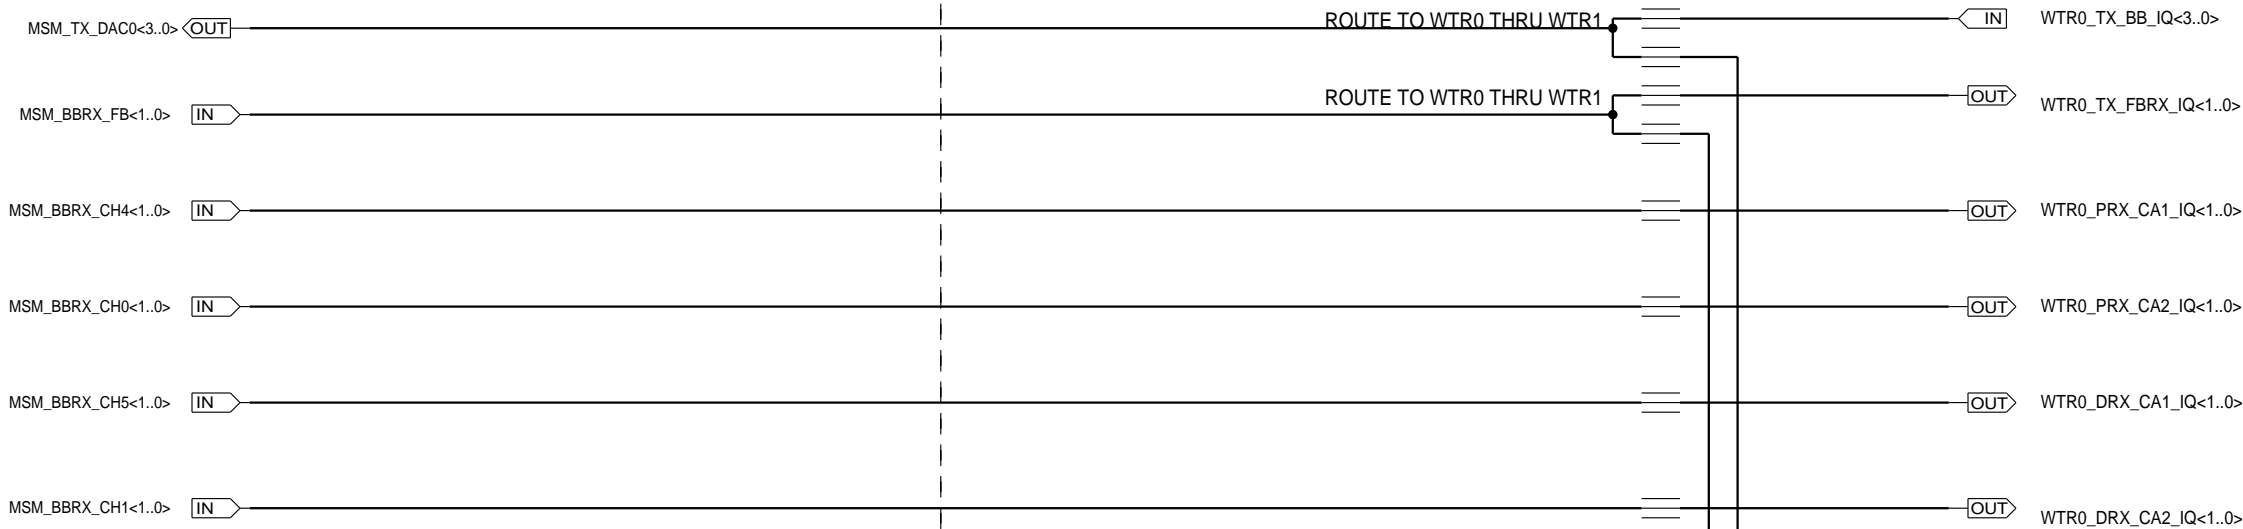 MSM_TX_DAC0<3..0> OUT ROUTE TO WTR0 THRU WTR1 IN WTR0_TX_BB_IQ<3..0>
MSM_BBRX_FB<1..0> IN ROUTE TO WTR0 THRU WTR1 OUT WTR0_TX_FBRX_IQ<1..0>
MSM_BBRX_CH4<1..0> IN OUT WTR0_PRX_CA1_IQ<1..0>
MSM_BBRX_CH0<1..0> IN OUT WTR0_PRX_CA2_IQ<1..0>
MSM_BBRX_CH5<1..0> IN OUT WTR0_DRX_CA1_IQ<1..0>
MSM_BBRX_CH1<1..0> IN OUT WTR0_DRX_CA2_IQ<1..0>